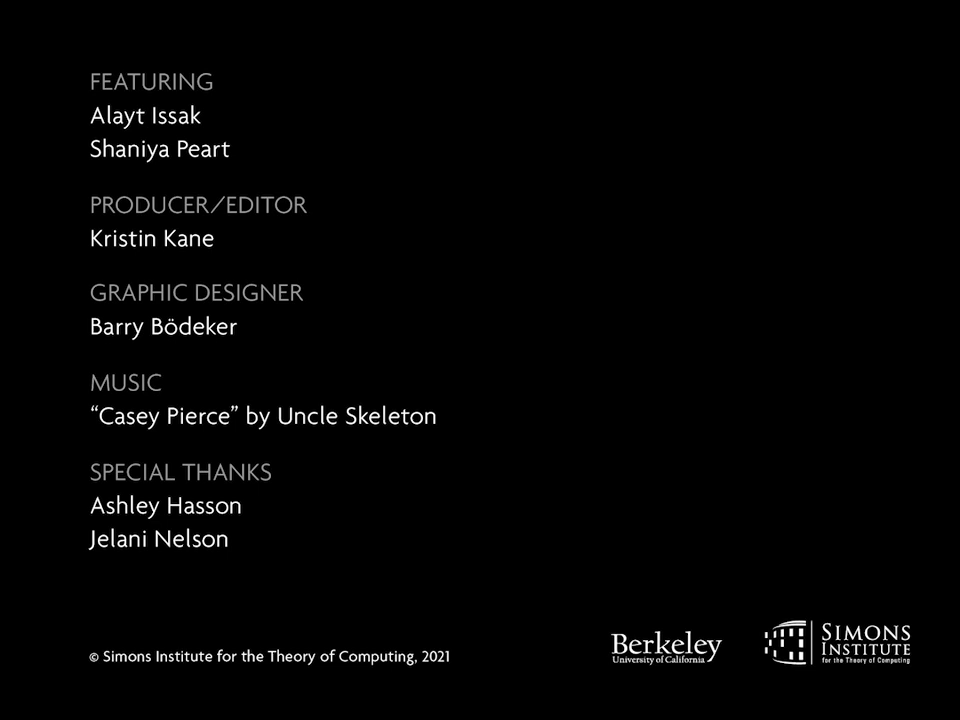 FEATURING
Alayt Issak
Shaniya Peart
PRODUCER/EDITOR
Kristin Kane
GRAPHIC DESIGNER
Barry Bödeker
MUSIC
“Casey Pierce” by Uncle Skeleton
SPECIAL THANKS
Ashley Hasson
Jelani Nelson
© Simons Institute for the Theory of Computing, 2021
Berkeley
University of California
SIMONS
INSTITUTE
for the Theory of Computing